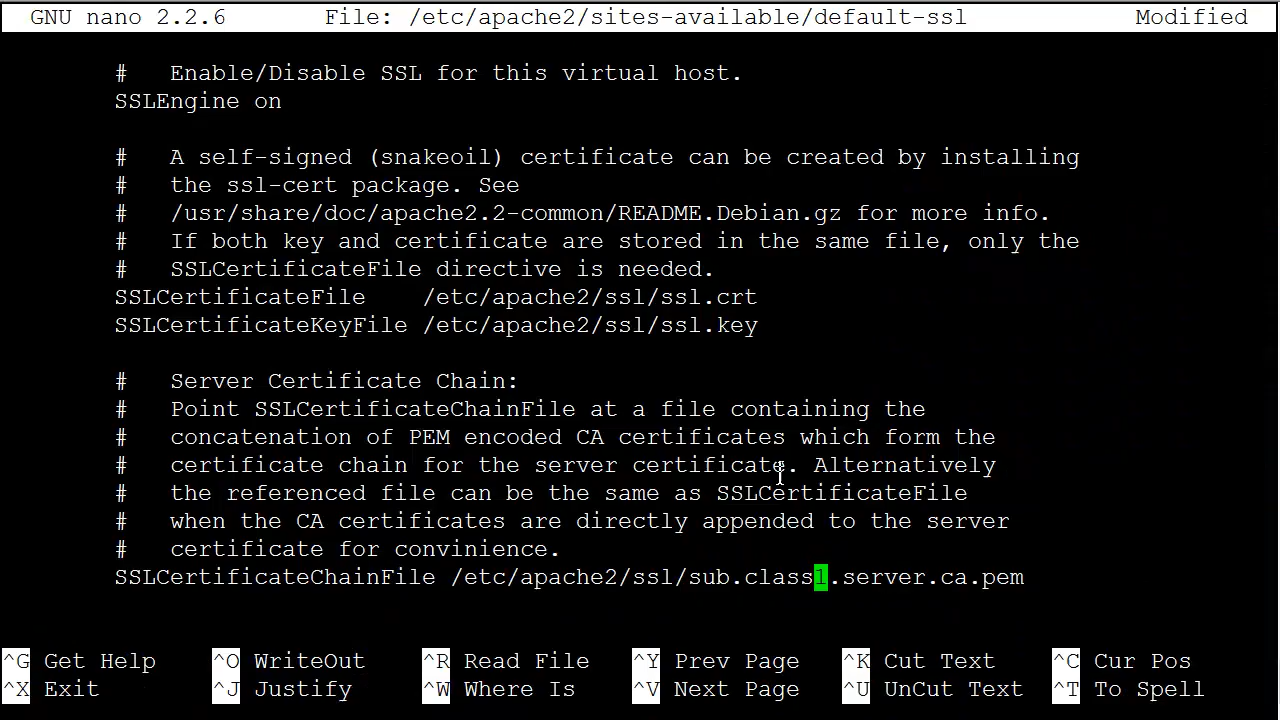 GNU nano 2.2.6 File: /etc/apache2/sites-available/default-ssl Modified
# Enable/Disable SSL for this virtual host.
SSLEngine on
# A self-signed (snakeoil) certificate can be created by installing
# the ssl-cert package. See
# /usr/share/doc/apache2.2-common/README.Debian.gz for more info.
# If both key and certificate are stored in the same file, only the
# SSLCertificateFile directive is needed.
SSLCertificateFile /etc/apache2/ssl/ssl.crt
SSLCertificateKeyFile /etc/apache2/ssl/ssl.key
# Server Certificate Chain:
# Point SSLCertificateChainFile at a file containing the
# concatenation of PEM encoded CA certificates which form the
# certificate chain for the server certificate. Alternatively
# the referenced file can be the same as SSLCertificateFile
# when the CA certificates are directly appended to the server
# certificate for convinience.
SSLCertificateChainFile /etc/apache2/ssl/sub.class1.server.ca.pem
^G Get Help ^O WriteOut ^R Read File ^Y Prev Page ^K Cut Text ^C Cur Pos
^X Exit ^J Justify ^W Where Is ^V Next Page ^U UnCut Text ^T To Spell